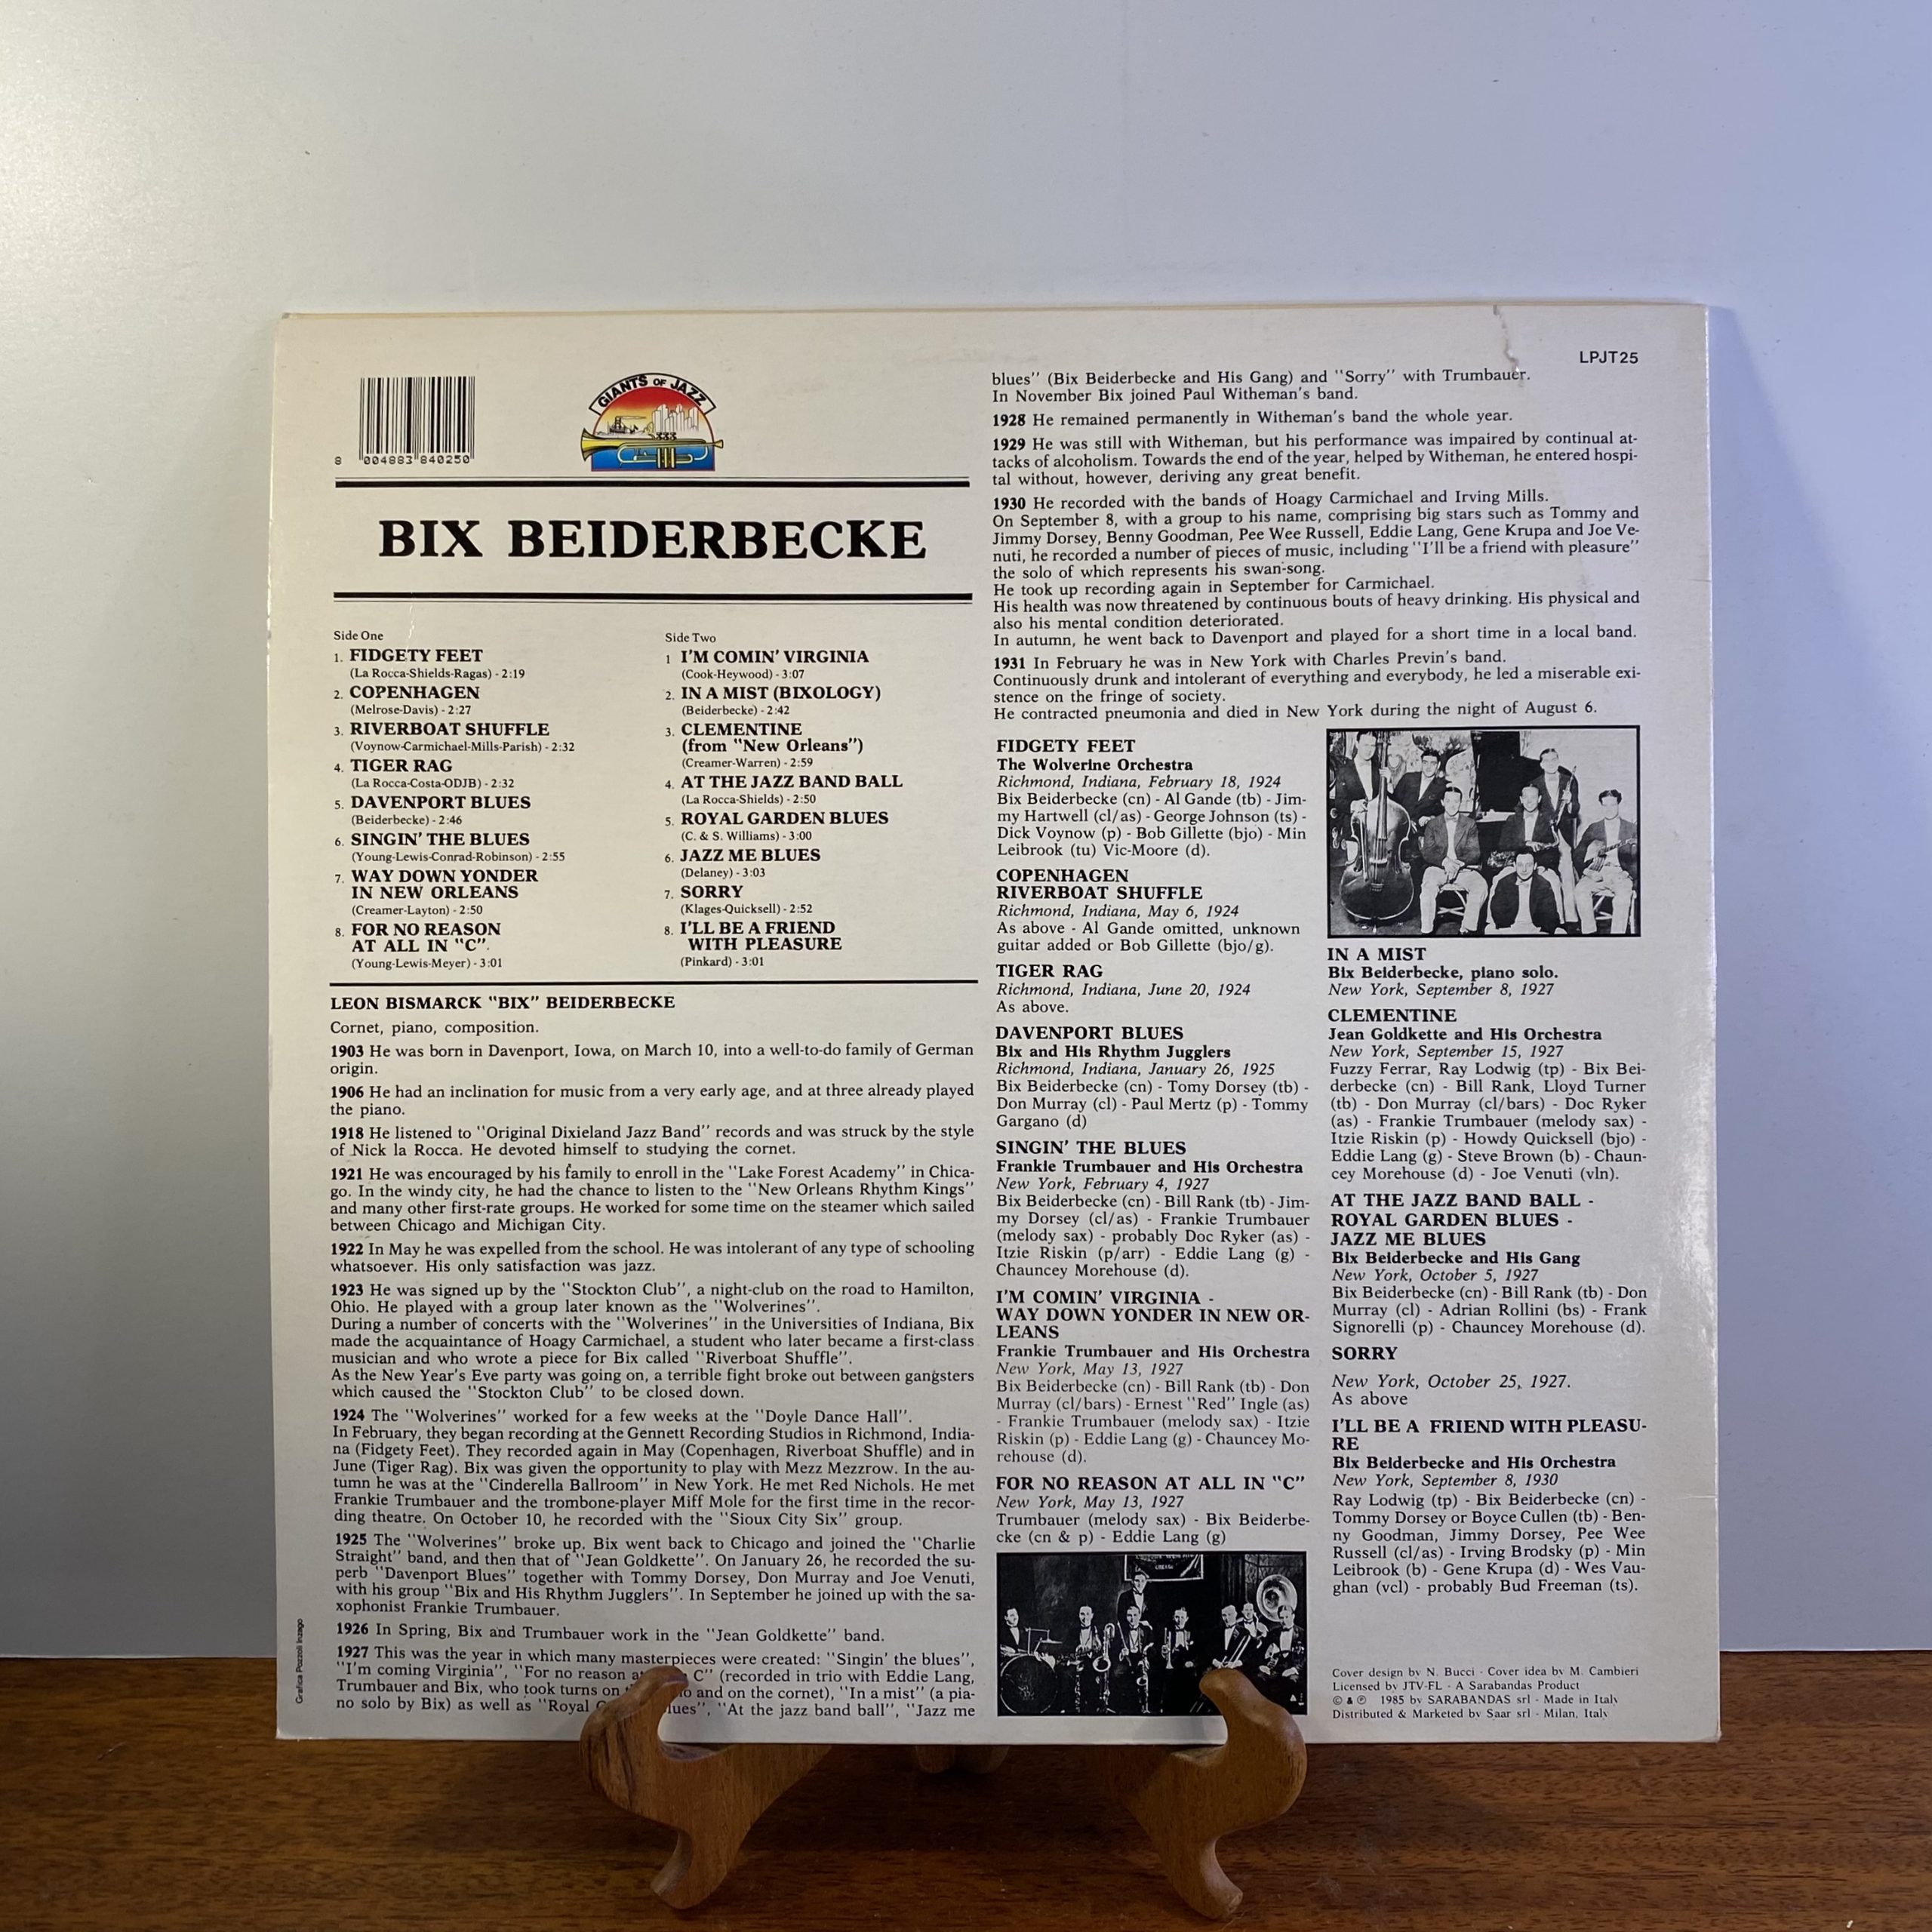 8 004883 840250
GIANTS OF JAZZ
BIX BEIDERBECKE
Side One
1. FIDGETY FEET
(La Rocca-Shields-Ragas) - 2:19
2. COPENHAGEN
(Melrose-Davis) - 2:27
3. RIVERBOAT SHUFFLE
(Voynow-Carmichael-Mills-Parish) - 2:32
4. TIGER RAG
(La Rocca-Costa-ODJB) - 2:32
5. DAVENPORT BLUES
(Beiderbecke) - 2:46
6. SINGIN' THE BLUES
(Young-Lewis-Conrad-Robinson) - 2:55
7. WAY DOWN YONDER
IN NEW ORLEANS
(Creamer-Layton) - 2:50
8. FOR NO REASON
AT ALL IN "C".
(Young-Lewis-Meyer) - 3:01
Side Two
1 I'M COMIN' VIRGINIA
(Cook-Heywood) - 3:07
2. IN A MIST (BIXOLOGY)
(Beiderbecke) - 2:42
3. CLEMENTINE
(from "New Orleans")
(Creamer-Warren) - 2:59
4. AT THE JAZZ BAND BALL
(La Rocca-Shields) - 2:50
5. ROYAL GARDEN BLUES
(C. & S. Williams) - 3:00
6. JAZZ ME BLUES
(Delaney) - 3:03
7. SORRY
(Klages-Quicksell) - 2:52
8. I'LL BE A FRIEND
WITH PLEASURE
(Pinkard) - 3:01
LEON BISMARCK "BIX" BEIDERBECKE
Cornet, piano, composition.
1903 He was born in Davenport, Iowa, on March 10, into a well-to-do family of German
origin.
1906 He had an inclination for music from a very early age, and at three already played
the piano.
1918 He listened to "Original Dixieland Jazz Band" records and was struck by the style
of Nick la Rocca. He devoted himself to studying the cornet.
1921 He was encouraged by his family to enroll in the "Lake Forest Academy" in Chica-
go. In the windy city, he had the chance to listen to the "New Orleans Rhythm Kings"
and many other first-rate groups. He worked for some time on the steamer which sailed
between Chicago and Michigan City.
1922 In May he was expelled from the school. He was intolerant of any type of schooling
whatsoever. His only satisfaction was jazz.
1923 He was signed up by the "Stockton Club", a night-club on the road to Hamilton,
Ohio. He played with a group later known as the "Wolverines".
During a number of concerts with the "Wolverines" in the Universities of Indiana, Bix
made the acquaintance of Hoagy Carmichael, a student who later became a first-class
musician and who wrote a piece for Bix called "Riverboat Shuffle".
As the New Year's Eve party was going on, a terrible fight broke out between gangsters
which caused the "Stockton Club" to be closed down.
1924 The "Wolverines" worked for a few weeks at the "Doyle Dance Hall".
In February, they began recording at the Gennett Recording Studios in Richmond, India-
na (Fidgety Feet). They recorded again in May (Copenhagen, Riverboat Shuffle) and in
June (Tiger Rag). Bix was given the opportunity to play with Mezz Mezzrow. In the au-
tumn he was at the "Cinderella Ballroom" in New York. He met Red Nichols. He met
Frankie Trumbauer and the trombone-player Miff Mole for the first time in the recor-
ding theatre. On October 10, he recorded with the "Sioux City Six" group.
1925 The "Wolverines" broke up. Bix went back to Chicago and joined the "Charlie
Straight" band, and then that of "Jean Goldkette". On January 26, he recorded the su-
perb "Davenport Blues" together with Tommy Dorsey, Don Murray and Joe Venuti,
with his group "Bix and His Rhythm Jugglers". In September he joined up with the sa-
xophonist Frankie Trumbauer.
1926 In Spring, Bix and Trumbauer work in the "Jean Goldkette" band.
1927 This was the year in which many masterpieces were created: "Singin' the blues",
"I'm coming Virginia", "For no reason C" (recorded in trio with Eddie Lang,
Trumbauer and Bix, who took turns on and on the cornet), "In a mist" (a pia-
no solo by Bix) as well as "Royal "At the jazz band ball", "Jazz me
Grafica Pozzoli Inzago
LPJT25
blues" (Bix Beiderbecke and His Gang) and "Sorry" with Trumbauer.
In November Bix joined Paul Witheman's band.
1928 He remained permanently in Witheman's band the whole year.
1929 He was still with Witheman, but his performance was impaired by continual at-
tacks of alcoholism. Towards the end of the year, helped by Witheman, he entered hospi-
tal without, however, deriving any great benefit.
1930 He recorded with the bands of Hoagy Carmichael and Irving Mills.
On September 8, with a group to his name, comprising big stars such as Tommy and
Jimmy Dorsey, Benny Goodman, Pee Wee Russell, Eddie Lang, Gene Krupa and Joe Ve-
nuti, he recorded a number of pieces of music, including "I'll be a friend with pleasure"
the solo of which represents his swan-song.
He took up recording again in September for Carmichael.
His health was now threatened by continuous bouts of heavy drinking. His physical and
also his mental condition deteriorated.
In autumn, he went back to Davenport and played for a short time in a local band.
1931 In February he was in New York with Charles Previn's band.
Continuously drunk and intolerant of everything and everybody, he led a miserable exi-
stence on the fringe of society.
He contracted pneumonia and died in New York during the night of August 6.
FIDGETY FEET
The Wolverine Orchestra
Richmond, Indiana, February 18, 1924
Bix Beiderbecke (cn) - Al Gande (tb) - Jim-
my Hartwell (cl/as) - George Johnson (ts) -
Dick Voynow (p) - Bob Gillette (bjo) - Min
Leibrook (tu) Vic-Moore (d).
COPENHAGEN
RIVERBOAT SHUFFLE
Richmond, Indiana, May 6, 1924
As above - Al Gande omitted, unknown
guitar added or Bob Gillette (bjo/g).
TIGER RAG
Richmond, Indiana, June 20, 1924
As above.
DAVENPORT BLUES
Bix and His Rhythm Jugglers
Richmond, Indiana, January 26, 1925
Bix Beiderbecke (cn) - Tomy Dorsey (tb) -
Don Murray (cl) - Paul Mertz (p) - Tommy
Gargano (d)
SINGIN' THE BLUES
Frankie Trumbauer and His Orchestra
New York, February 4, 1927
Bix Beiderbecke (cn) - Bill Rank (tb) - Jim-
my Dorsey (cl/as) - Frankie Trumbauer
(melody sax) - probably Doc Ryker (as) -
Itzie Riskin (p/arr) - Eddie Lang (g) -
Chauncey Morehouse (d).
I'M COMIN' VIRGINIA -
WAY DOWN YONDER IN NEW OR-
LEANS
Frankie Trumbauer and His Orchestra
New York, May 13, 1927
Bix Beiderbecke (cn) - Bill Rank (tb) - Don
Murray (cl/bars) - Ernest "Red" Ingle (as)
- Frankie Trumbauer (melody sax) - Itzie
Riskin (p) - Eddie Lang (g) - Chauncey Mo-
rehouse (d).
FOR NO REASON AT ALL IN "C"
New York, May 13, 1927
Trumbauer (melody sax) - Bix Beiderbe-
cke (cn & p) - Eddie Lang (g)
IN A MIST
Bix Beiderbecke, piano solo.
New York, September 8, 1927
CLEMENTINE
Jean Goldkette and His Orchestra
New York, September 15, 1927
Fuzzy Ferrar, Ray Lodwig (tp) - Bix Bei-
derbecke (cn) - Bill Rank, Lloyd Turner
(tb) - Don Murray (cl/bars) - Doc Ryker
(as) - Frankie Trumbauer (melody sax) -
Itzie Riskin (p) - Howdy Quicksell (bjo) -
Eddie Lang (g) - Steve Brown (b) - Chaun-
cey Morehouse (d) - Joe Venuti (vln).
AT THE JAZZ BAND BALL -
ROYAL GARDEN BLUES -
JAZZ ME BLUES
Bix Beiderbecke and His Gang
New York, October 5, 1927
Bix Beiderbecke (cn) - Bill Rank (tb) - Don
Murray (cl) - Adrian Rollini (bs) - Frank
Signorelli (p) - Chauncey Morehouse (d).
SORRY
New York, October 25, 1927.
As above
I'LL BE A FRIEND WITH PLEASU-
RE
Bix Beiderbecke and His Orchestra
New York, September 8, 1930
Ray Lodwig (tp) - Bix Beiderbecke (cn) -
Tommy Dorsey or Boyce Cullen (tb) - Ben-
ny Goodman, Jimmy Dorsey, Pee Wee
Russell (cl/as) - Irving Brodsky (p) - Min
Leibrook (b) - Gene Krupa (d) - Wes Vau-
ghan (vcl) - probably Bud Freeman (ts).
Cover design by N. Bucci - Cover idea by M. Cambieri
Licensed by JTV-FL - A Sarabandas Product
© & ℗ 1985 by SARABANDAS srl - Made in Italy
Distributed & Marketed by Saar srl - Milan, Italy